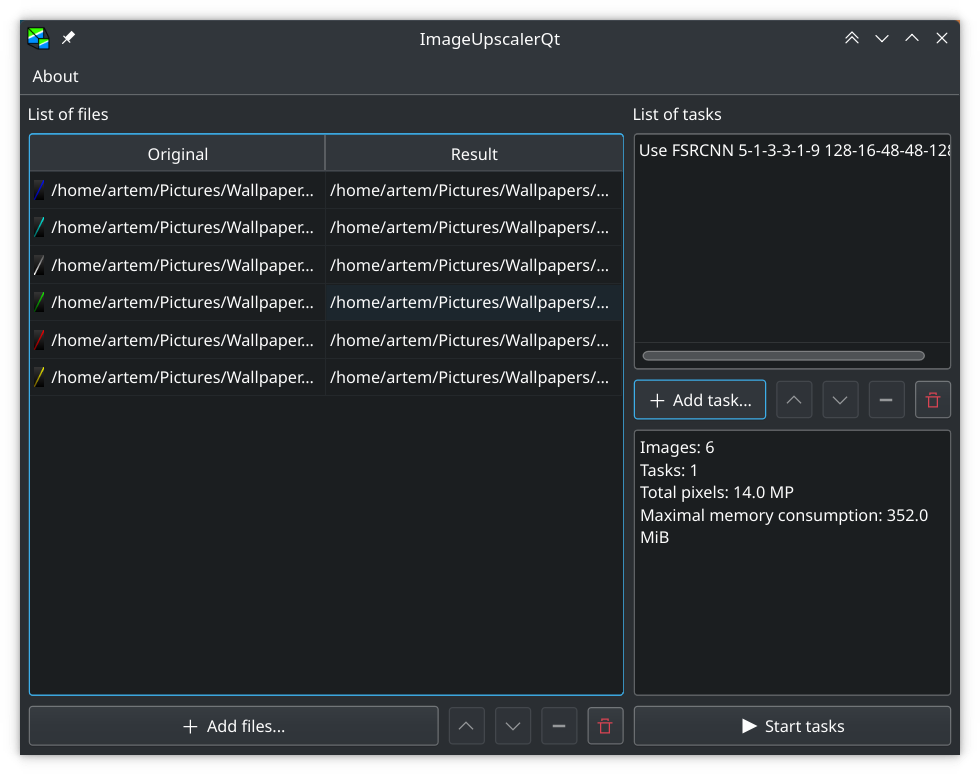 ImageUpscalerQt
About
List of files
Original Result
/home/artem/Pictures/Wallpaper... /home/artem/Pictures/Wallpapers/...
/home/artem/Pictures/Wallpaper... /home/artem/Pictures/Wallpapers/...
/home/artem/Pictures/Wallpaper... /home/artem/Pictures/Wallpapers/...
/home/artem/Pictures/Wallpaper... /home/artem/Pictures/Wallpapers/...
/home/artem/Pictures/Wallpaper... /home/artem/Pictures/Wallpapers/...
/home/artem/Pictures/Wallpaper... /home/artem/Pictures/Wallpapers/...
Add files...
List of tasks
Use FSRCNN 5-1-3-3-1-9 128-16-48-48-128
Add task...
Images: 6
Tasks: 1
Total pixels: 14.0 MP
Maximal memory consumption: 352.0
MiB
Start tasks